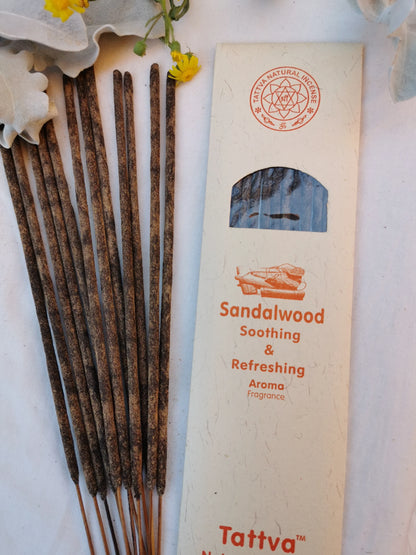 TATTVA NATURAL INCENSE
Sandalwood
Soothing
&
Refreshing
Aroma
Fragrance
Tattva™